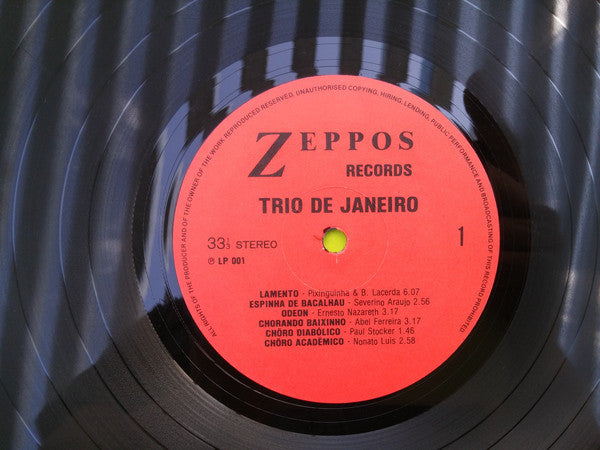 ALL RIGHTS OF THE PRODUCER AND OF THE OWNER OF THE WORK REPRODUCED RESERVED, UNAUTHORISED COPYING, HIRING, LENDING, PUBLIC PERFORMANCE AND BROADCASTING OF THIS RECORD PROHIBITED
ZEPPOS
RECORDS
TRIO DE JANEIRO
33⅓ STEREO
1
℗ LP 001
LAMENTO - Pixinguinha & B. Lacerda 6.07
ESPINHA DE BACALHAU - Severino Araujo 2.56
ODEON - Ernesto Nazareth 3.17
CHORANDO BAIXINHO - Abel Ferreira 3.17
CHÔRO DIABÓLICO - Paul Stocker 1.46
CHÔRO ACADÉMICO - Nonato Luis 2.58